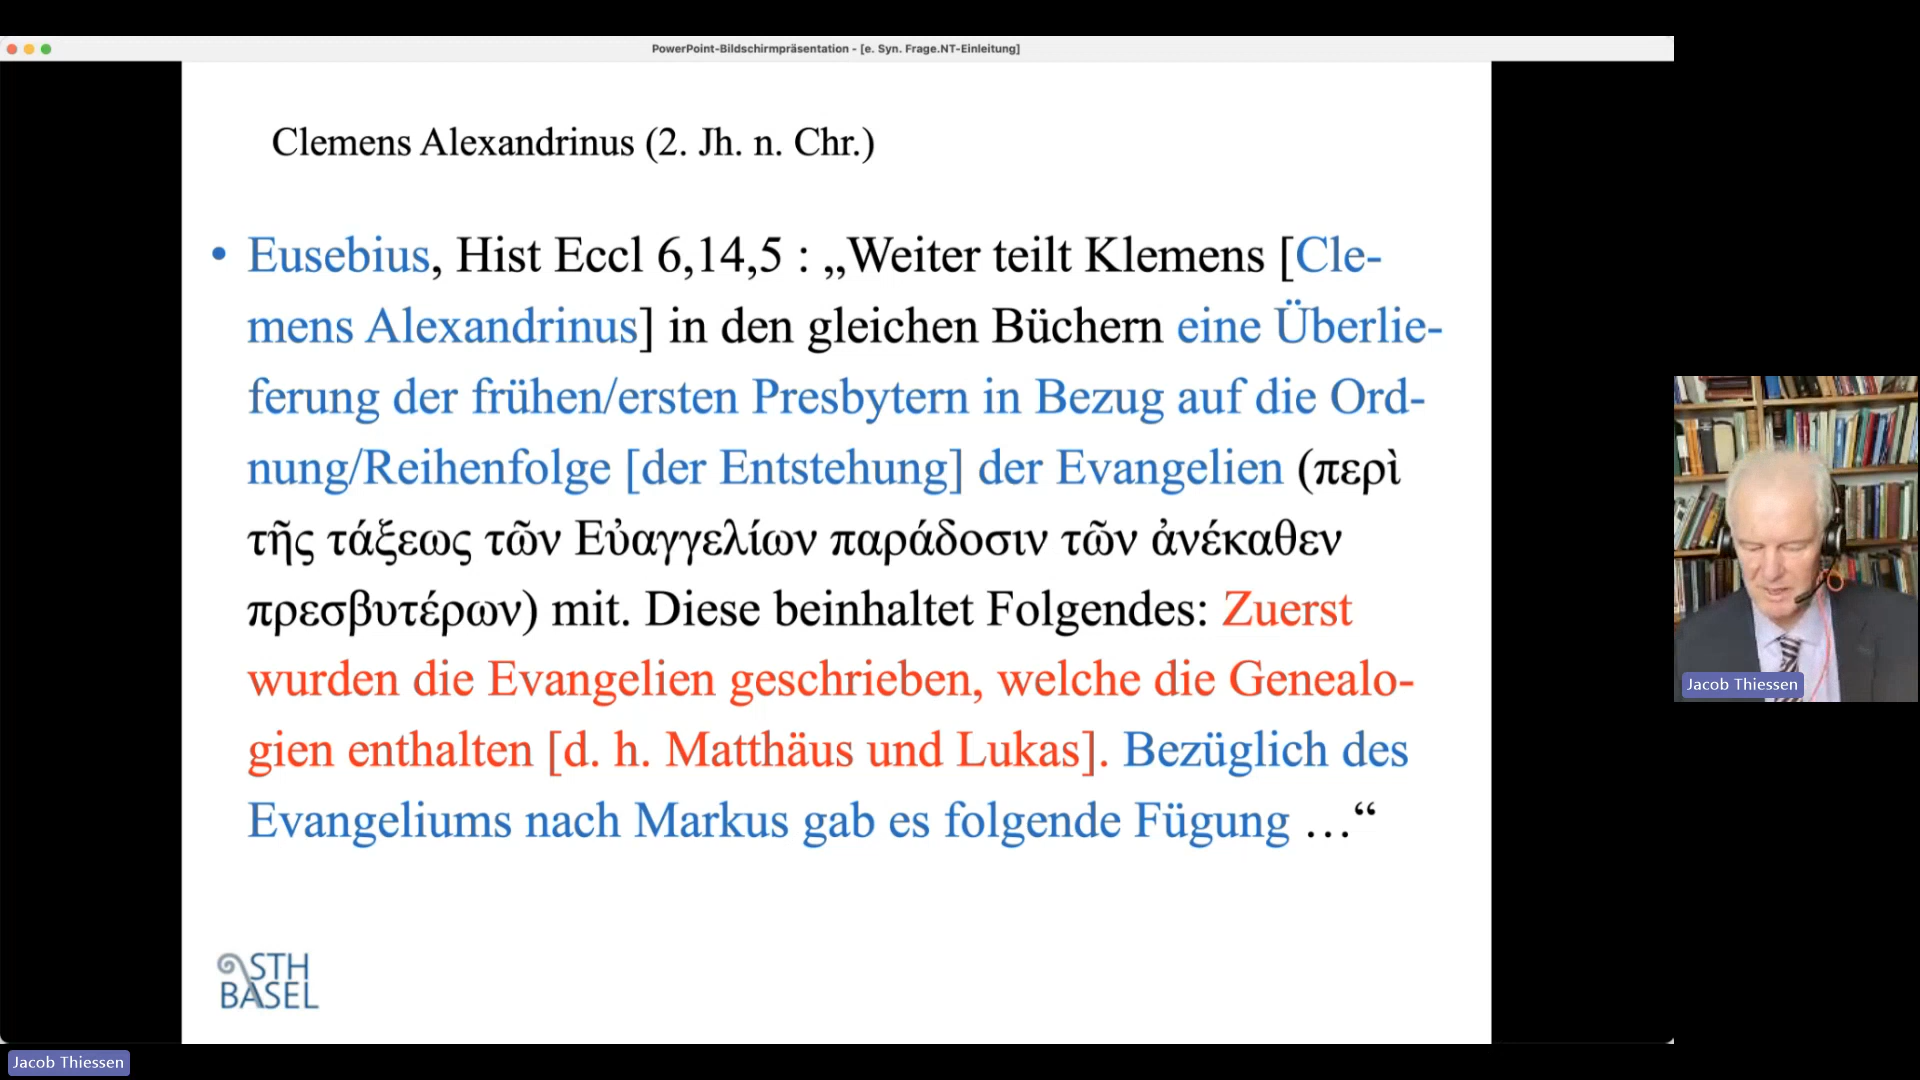 PowerPoint-Bildschirmpräsentation - [e. Syn. Frage.NT-Einleitung]
Clemens Alexandrinus (2. Jh. n. Chr.)
• Eusebius, Hist Eccl 6,14,5 : „Weiter teilt Klemens [Cle-
mens Alexandrinus] in den gleichen Büchern eine Überlie-
ferung der frühen/ersten Presbytern in Bezug auf die Ord-
nung/Reihenfolge [der Entstehung] der Evangelien (περὶ
τῆς τάξεως τῶν Εὐαγγελίων παράδοσιν τῶν ἀνέκαθεν
πρεσβυτέρων) mit. Diese beinhaltet Folgendes: Zuerst
wurden die Evangelien geschrieben, welche die Genealo-
gien enthalten [d. h. Matthäus und Lukas]. Bezüglich des
Evangeliums nach Markus gab es folgende Fügung …“
STH
BASEL
Jacob Thiessen
Jacob Thiessen